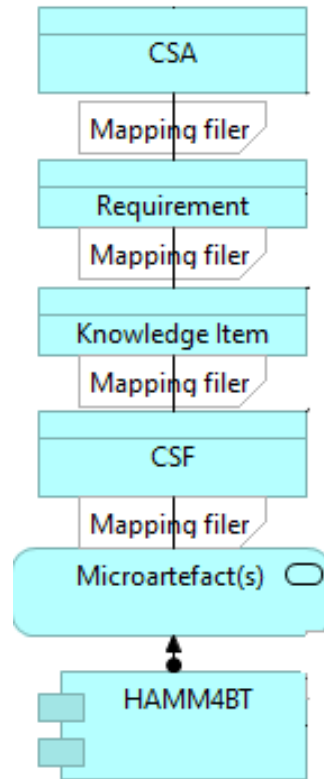 CSA
Mapping filer
Requirement
Mapping filer
Knowledge Item
Mapping filer
CSF
Mapping filer
Microartefact(s)
HAMM4BT